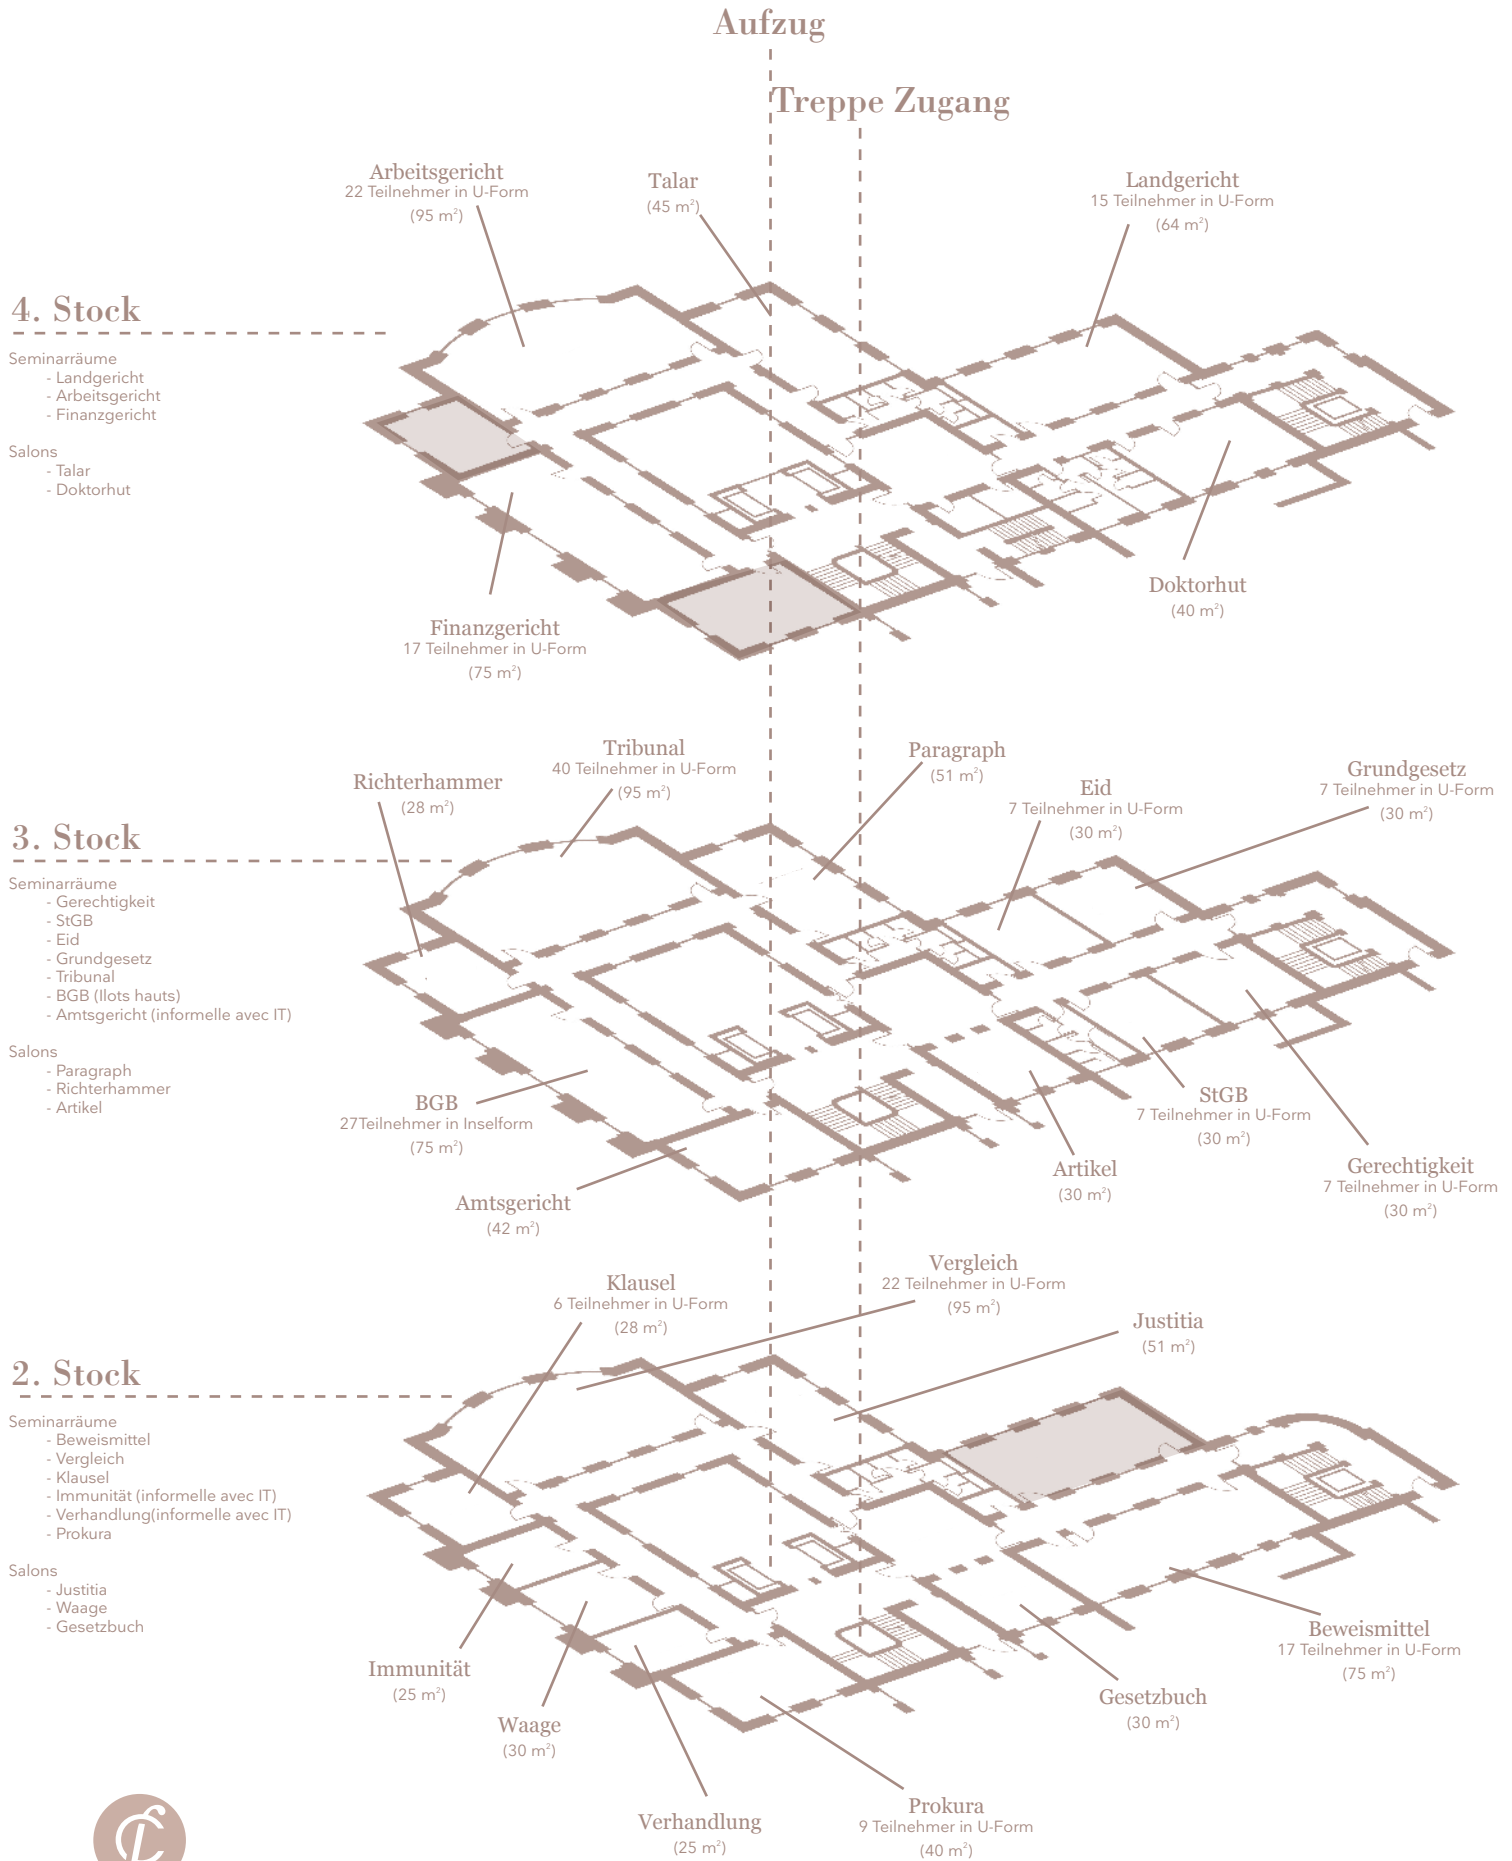 Aufzug
Treppe Zugang
Arbeitsgericht
22 Teilnehmer in U-Form
(95 m²)
Talar
(45 m²)
Landgericht
15 Teilnehmer in U-Form
(64 m²)
4. Stock
Seminarräume
- Landgericht
- Arbeitsgericht
- Finanzgericht
Salons
- Talar
- Doktorhut
Doktorhut
(40 m²)
Finanzgericht
17 Teilnehmer in U-Form
(75 m²)
Richterhammer
(28 m²)
Tribunal
40 Teilnehmer in U-Form
(95 m²)
Paragraph
(51 m²)
Eid
7 Teilnehmer in U-Form
(30 m²)
Grundgesetz
7 Teilnehmer in U-Form
(30 m²)
3. Stock
Seminarräume
- Gerechtigkeit
- StGB
- Eid
- Grundgesetz
- Tribunal
- BGB (Ilots hauts)
- Amtsgericht (informelle avec IT)
Salons
- Paragraph
- Richterhammer
- Artikel
BGB
27Teilnehmer in Inselform
(75 m²)
Amtsgericht
(42 m²)
Artikel
(30 m²)
StGB
7 Teilnehmer in U-Form
(30 m²)
Gerechtigkeit
7 Teilnehmer in U-Form
(30 m²)
Klausel
6 Teilnehmer in U-Form
(28 m²)
Vergleich
22 Teilnehmer in U-Form
(95 m²)
Justitia
(51 m²)
2. Stock
Seminarräume
- Beweismittel
- Vergleich
- Klausel
- Immunität (informelle avec IT)
- Verhandlung(informelle avec IT)
- Prokura
Salons
- Justitia
- Waage
- Gesetzbuch
Immunität
(25 m²)
Waage
(30 m²)
Verhandlung
(25 m²)
Prokura
9 Teilnehmer in U-Form
(40 m²)
Gesetzbuch
(30 m²)
Beweismittel
17 Teilnehmer in U-Form
(75 m²)